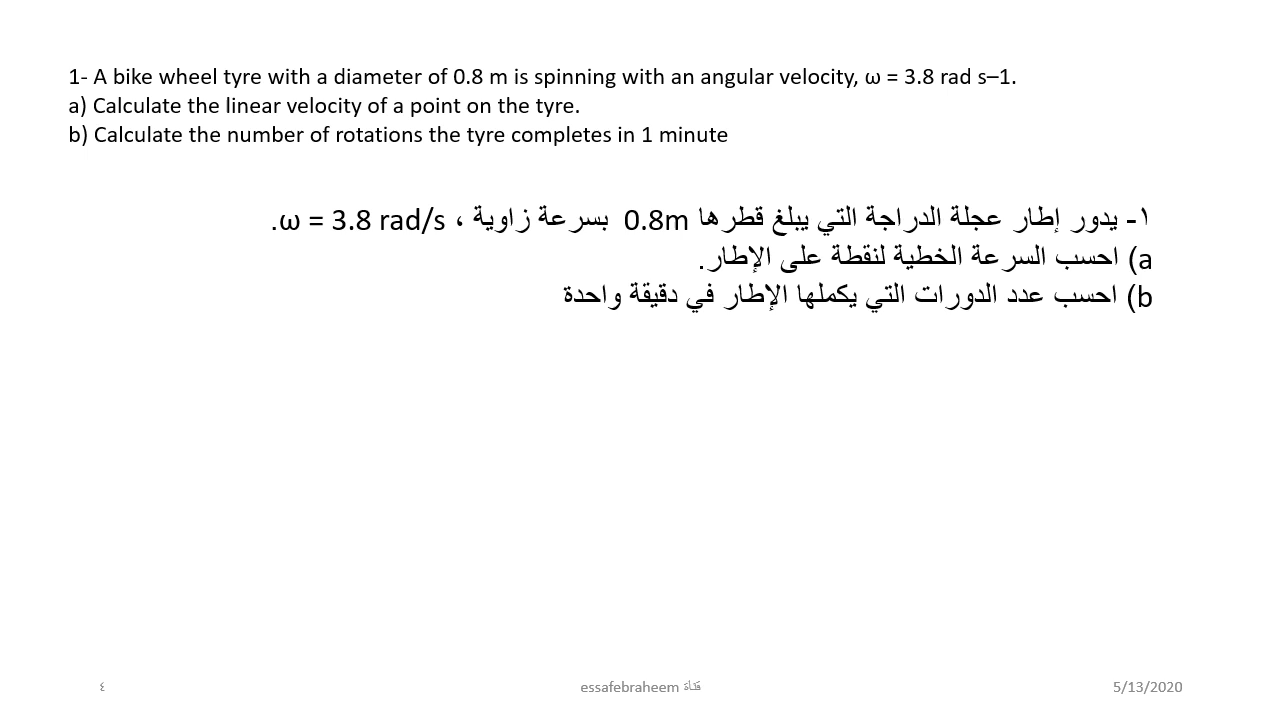 1- A bike wheel tyre with a diameter of 0.8 m is spinning with an angular velocity, ω = 3.8 rad s–1.
a) Calculate the linear velocity of a point on the tyre.
b) Calculate the number of rotations the tyre completes in 1 minute
١- يدور إطار عجلة الدراجة التي يبلغ قطرها 0.8m بسرعة زاوية ، ω = 3.8 rad/s.
a) احسب السرعة الخطية لنقطة على الإطار.
b) احسب عدد الدورات التي يكملها الإطار في دقيقة واحدة
٤
essafebraheem قناة
5/13/2020